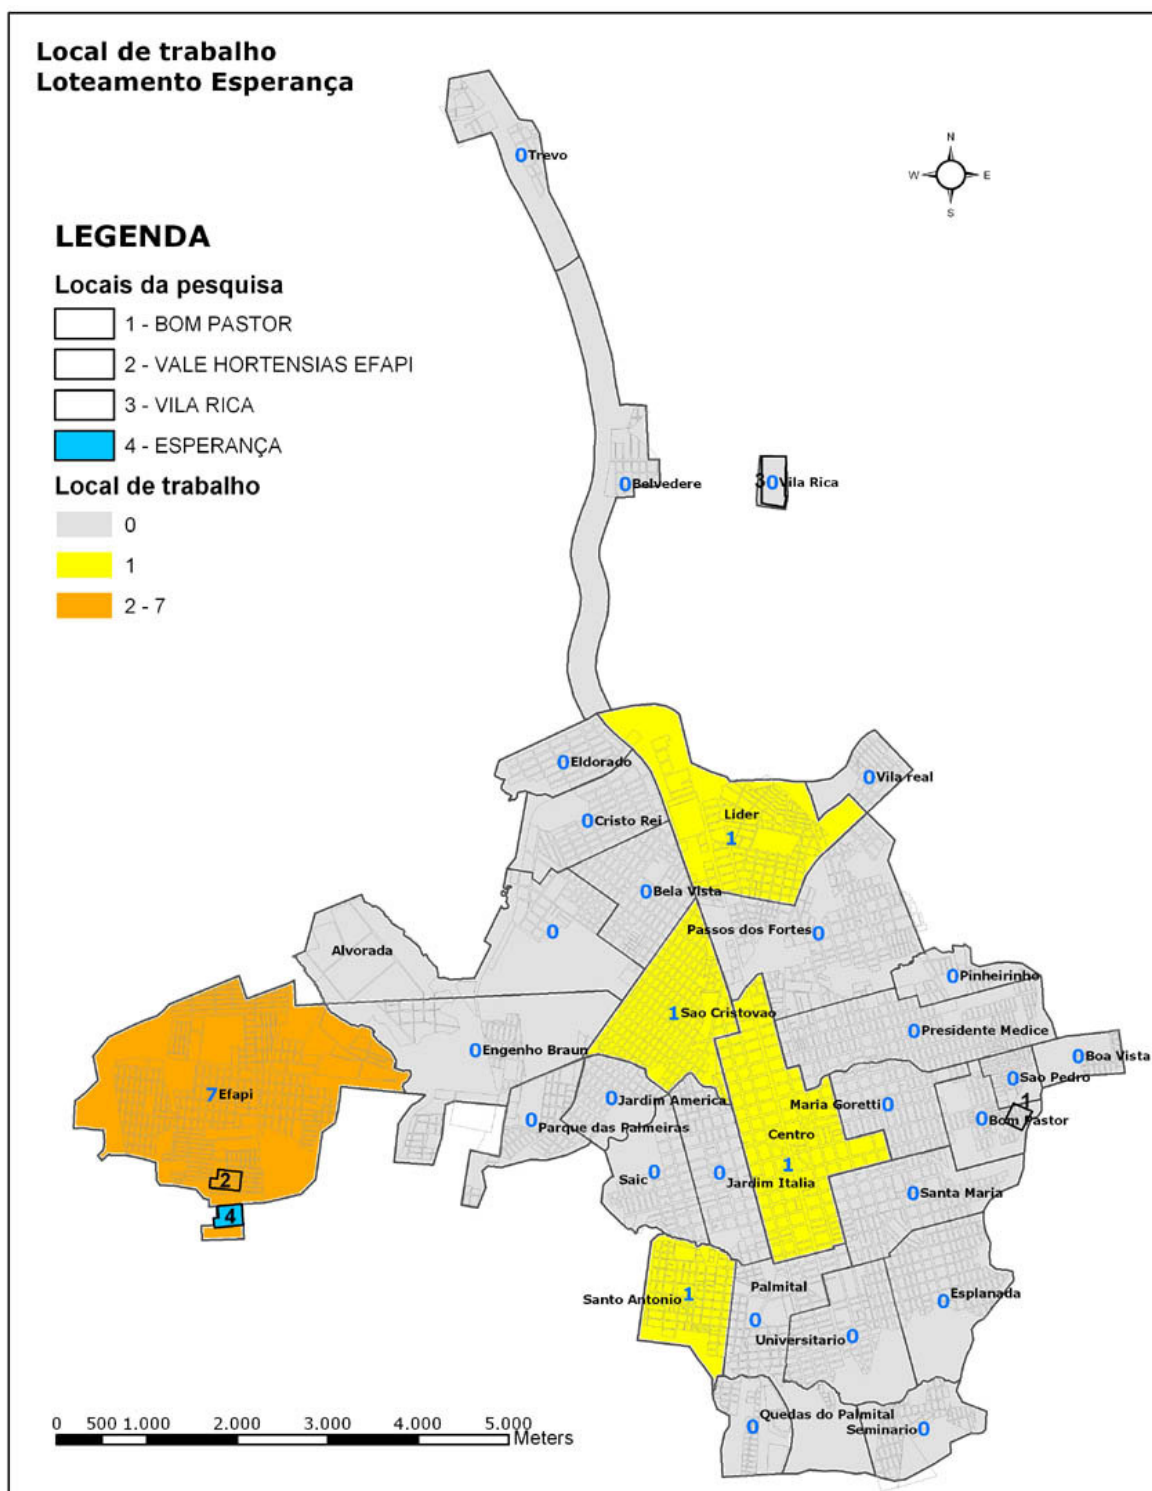 Local de trabalho
Loteamento Esperança
N
W E
S
0 Trevo
LEGENDA
Locais da pesquisa
1 - BOM PASTOR
2 - VALE HORTENSIAS EFAPI
3 - VILA RICA
4 - ESPERANÇA
Local de trabalho
0
1
2 - 7
0 Belvedere
3 0 Vila Rica
0 Eldorado
0 Vila real
0 Cristo Rei
Lider
1
0 Bela Vista
Passos dos Fortes 0
0
Alvorada
0 Pinheirinho
1 Sao Cristovao
0 Presidente Medice
0 Engenho Braun
0 Boa Vista
0 Sao Pedro
7 Efapi
0 Jardim America
Maria Goretti 0
1
0 Bom Pastor
0 Parque das Palmeiras
Centro
1
2
Saic 0
0 Jardim Italia
0 Santa Maria
4
Santo Antonio 1
Palmital
0
Esplanada
0
Universitario 0
Quedas do Palmital
0
Seminario 0
0 500 1.000 2.000 3.000 4.000 5.000
Meters